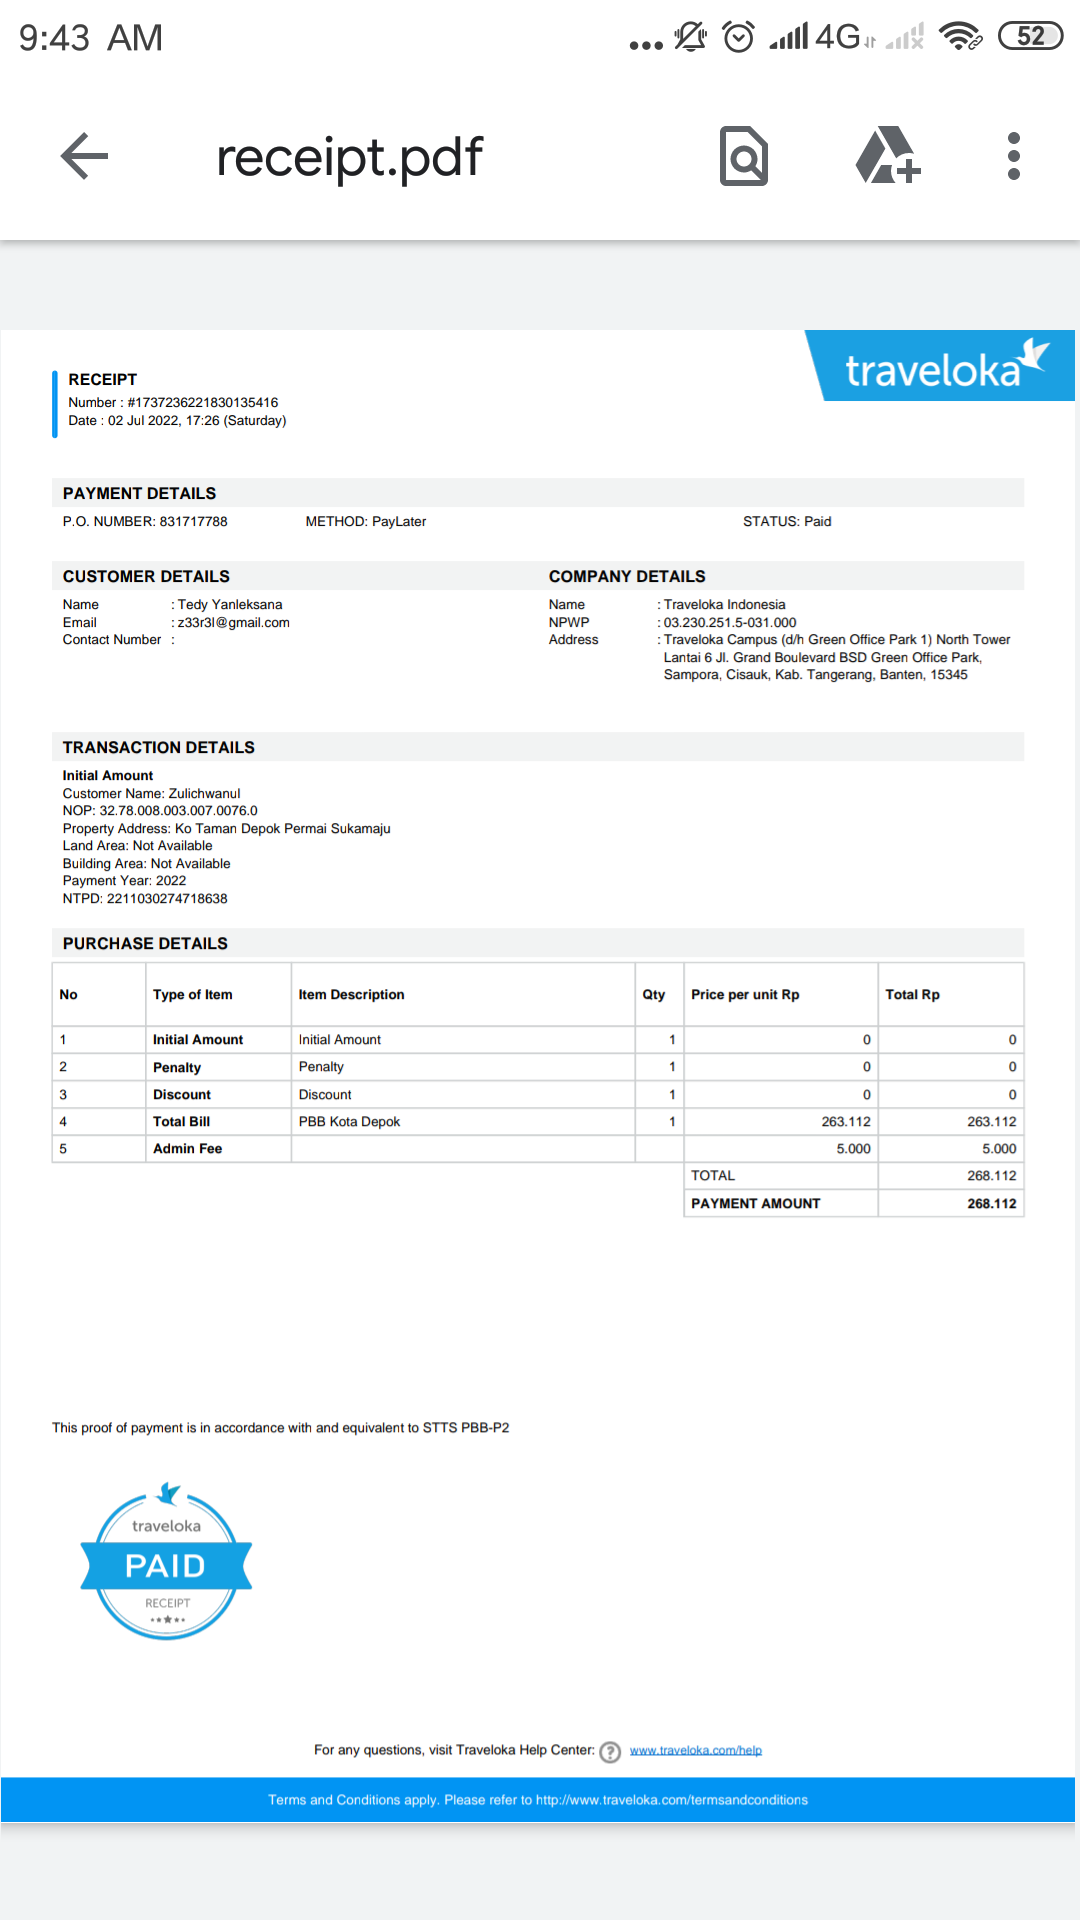 9:43 AM
4G 52
receipt.pdf
traveloka
RECEIPT
Number : #1737236221830135416
Date : 02 Jul 2022, 17:26 (Saturday)
PAYMENT DETAILS
P.O. NUMBER: 831717788 METHOD: PayLater STATUS: Paid
CUSTOMER DETAILS COMPANY DETAILS
Name : Tedy Yanleksana Name : Traveloka Indonesia
Email : z33r3l@gmail.com NPWP : 03.230.251.5-031.000
Contact Number : Address : Traveloka Campus (d/h Green Office Park 1) North Tower
Lantai 6 Jl. Grand Boulevard BSD Green Office Park,
Sampora, Cisauk, Kab. Tangerang, Banten, 15345
TRANSACTION DETAILS
Initial Amount
Customer Name: Zulichwanul
NOP: 32.78.008.003.007.0076.0
Property Address: Ko Taman Depok Permai Sukamaju
Land Area: Not Available
Building Area: Not Available
Payment Year: 2022
NTPD: 2211030274718638
PURCHASE DETAILS
No Type of Item Item Description Qty Price per unit Rp Total Rp
1 Initial Amount Initial Amount 1 0 0
2 Penalty Penalty 1 0 0
3 Discount Discount 1 0 0
4 Total Bill PBB Kota Depok 1 263.112 263.112
5 Admin Fee 5.000 5.000
TOTAL 268.112
PAYMENT AMOUNT 268.112
This proof of payment is in accordance with and equivalent to STTS PBB-P2
traveloka
PAID
RECEIPT
For any questions, visit Traveloka Help Center: ? www.traveloka.com/help
Terms and Conditions apply. Please refer to http://www.traveloka.com/termsandconditions